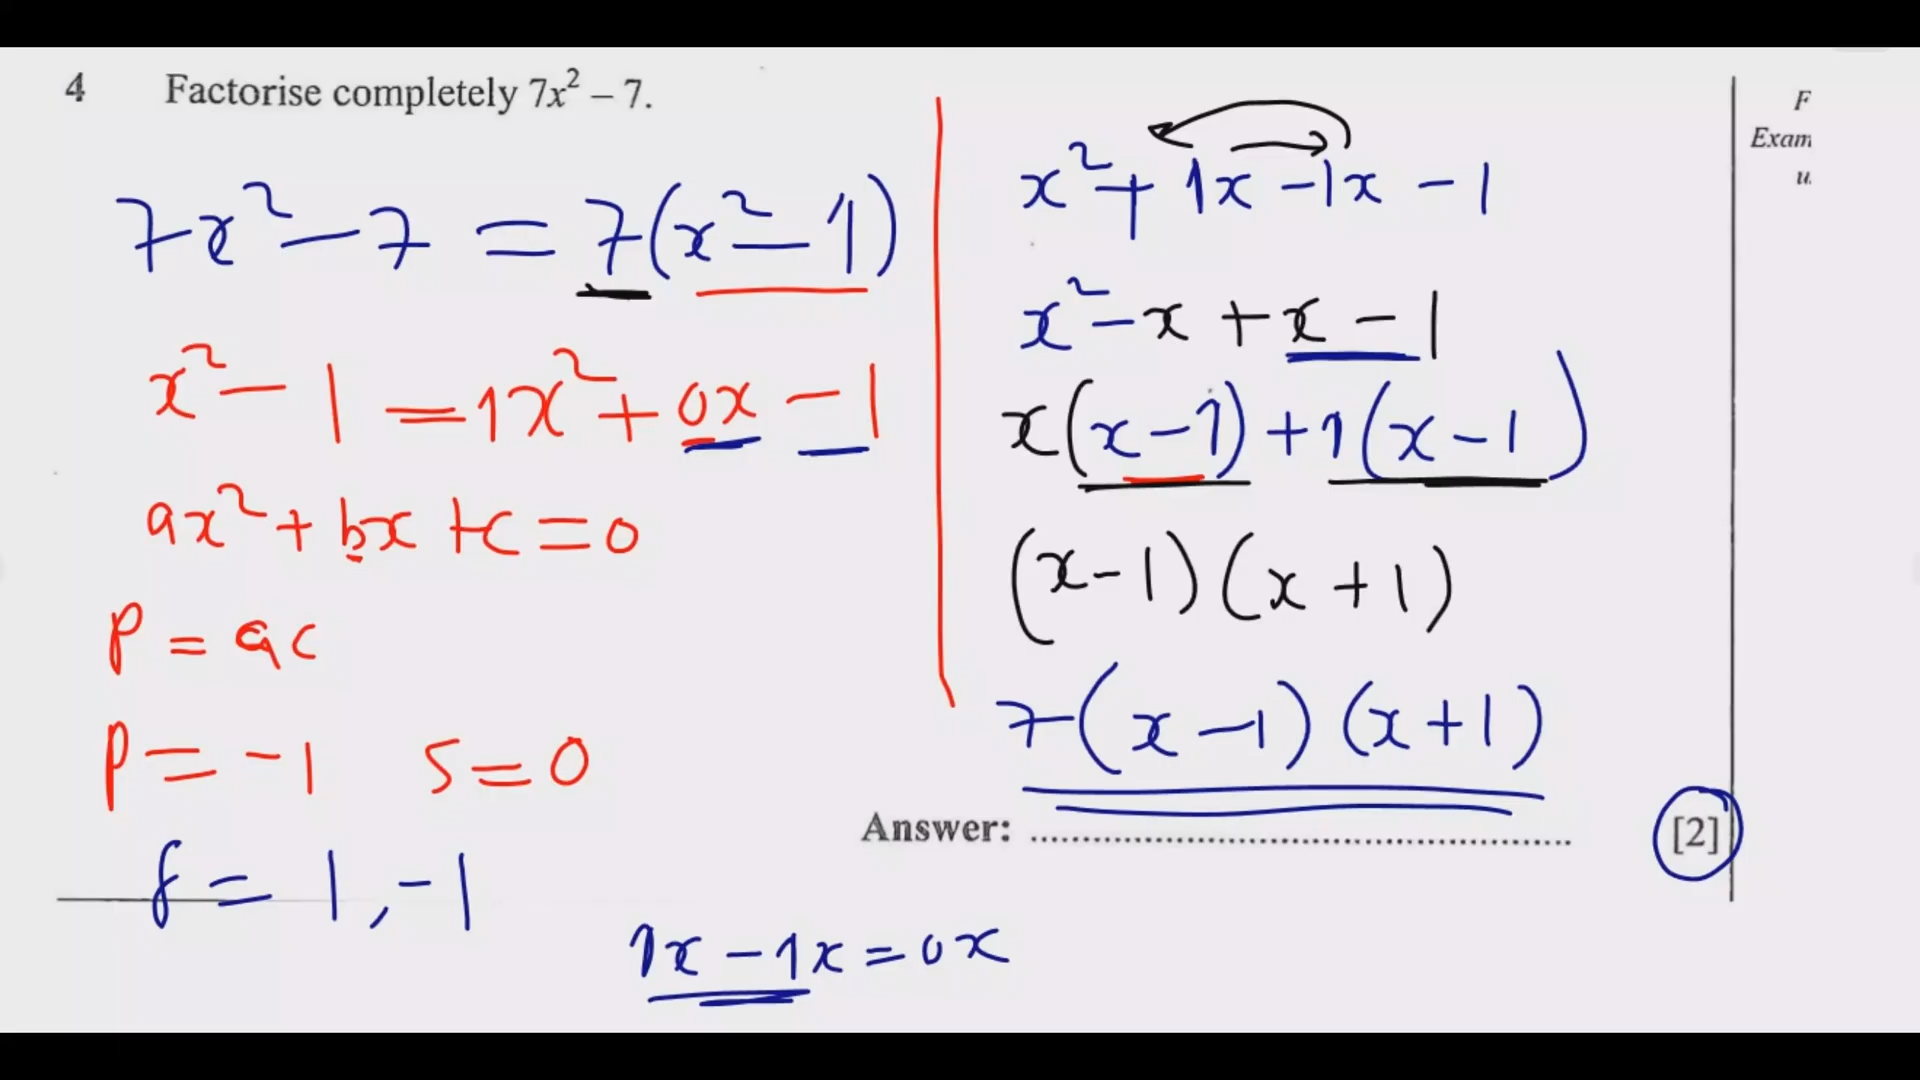 4 Factorise completely 7x² – 7.
7x² – 7 = 7(x² – 1)
x² – 1 = 1x² + 0x – 1
ax² + bx + c = 0
P = ac
P = -1 S = 0
f = 1, -1
1x – 1x = 0x
x² + 1x – 1x – 1
x² – x + x – 1
x(x – 1) + 1(x – 1)
(x – 1)(x + 1)
7(x – 1)(x + 1)
Answer: ............................................................ [2]
F
Exam
u